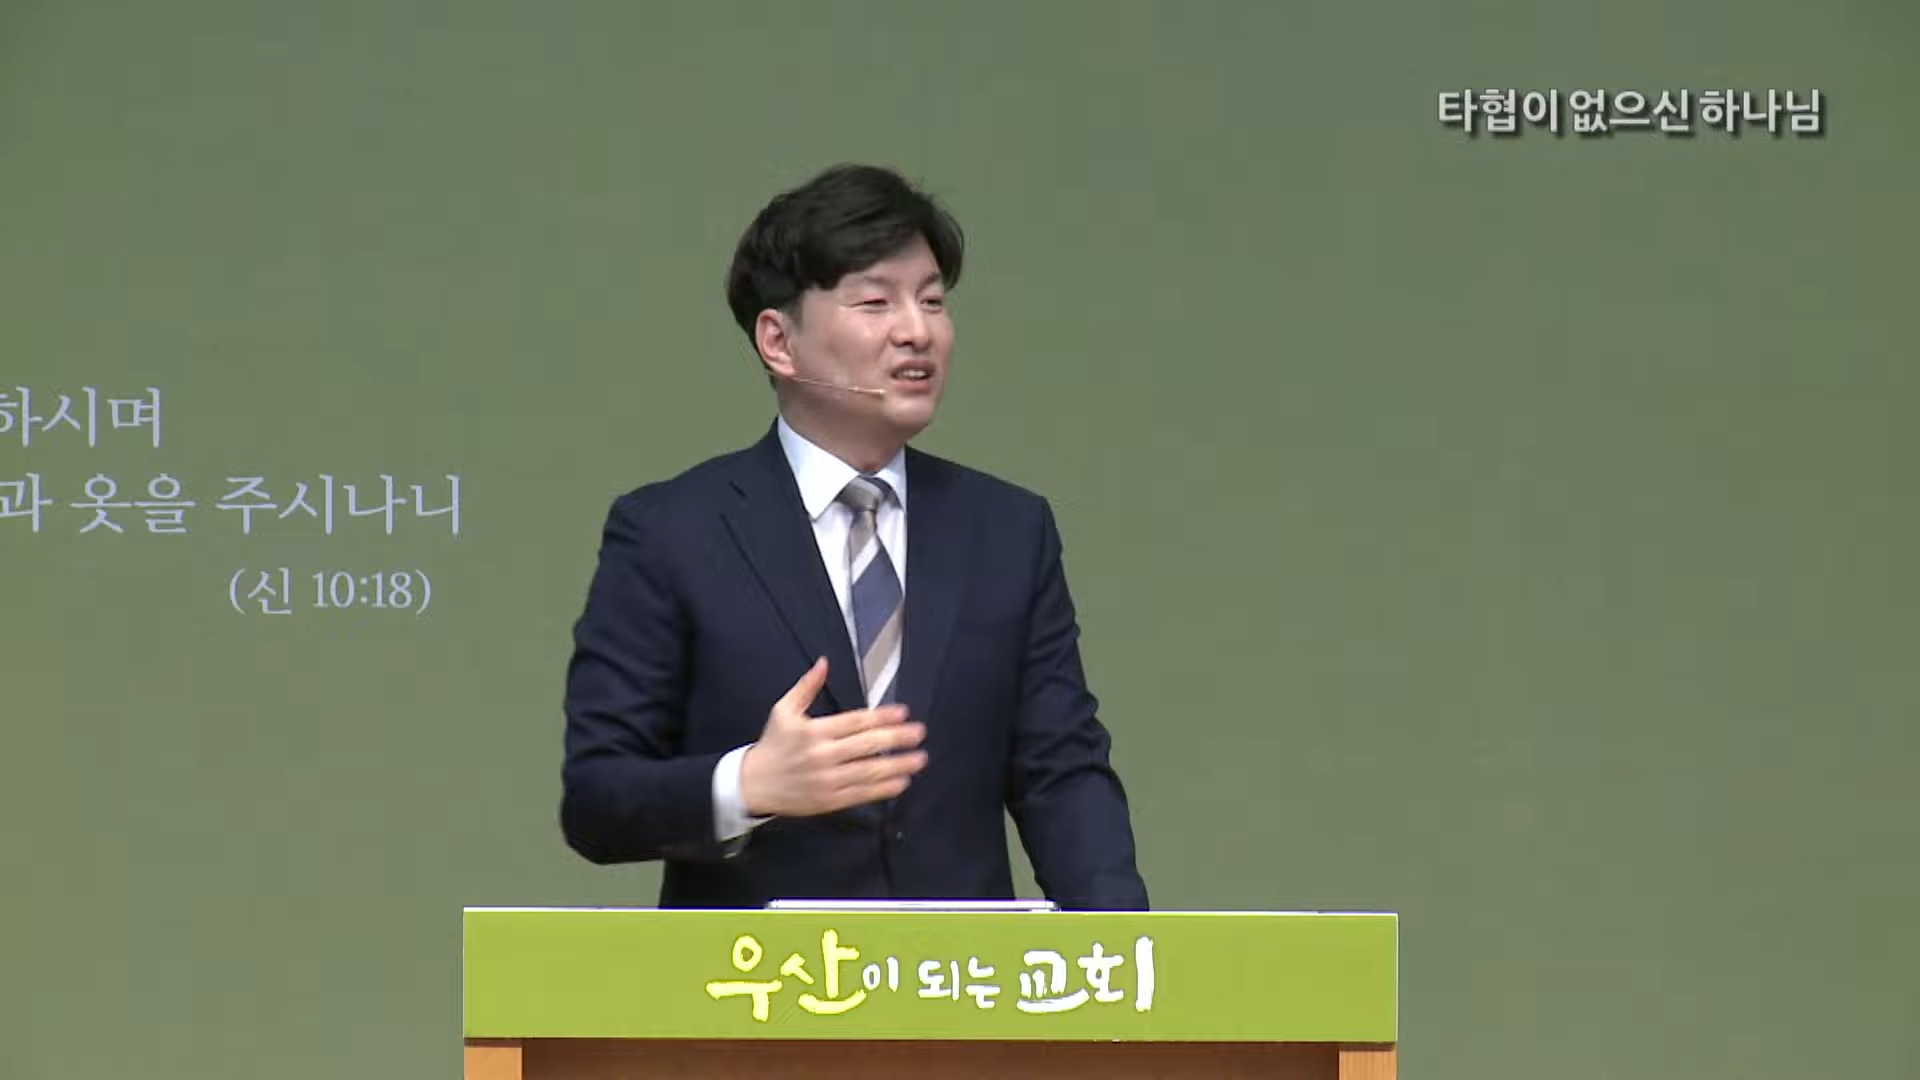 타협이 없으신 하나님
하시며
과 옷을 주시나니
(신 10:18)
우산이 되는 교회